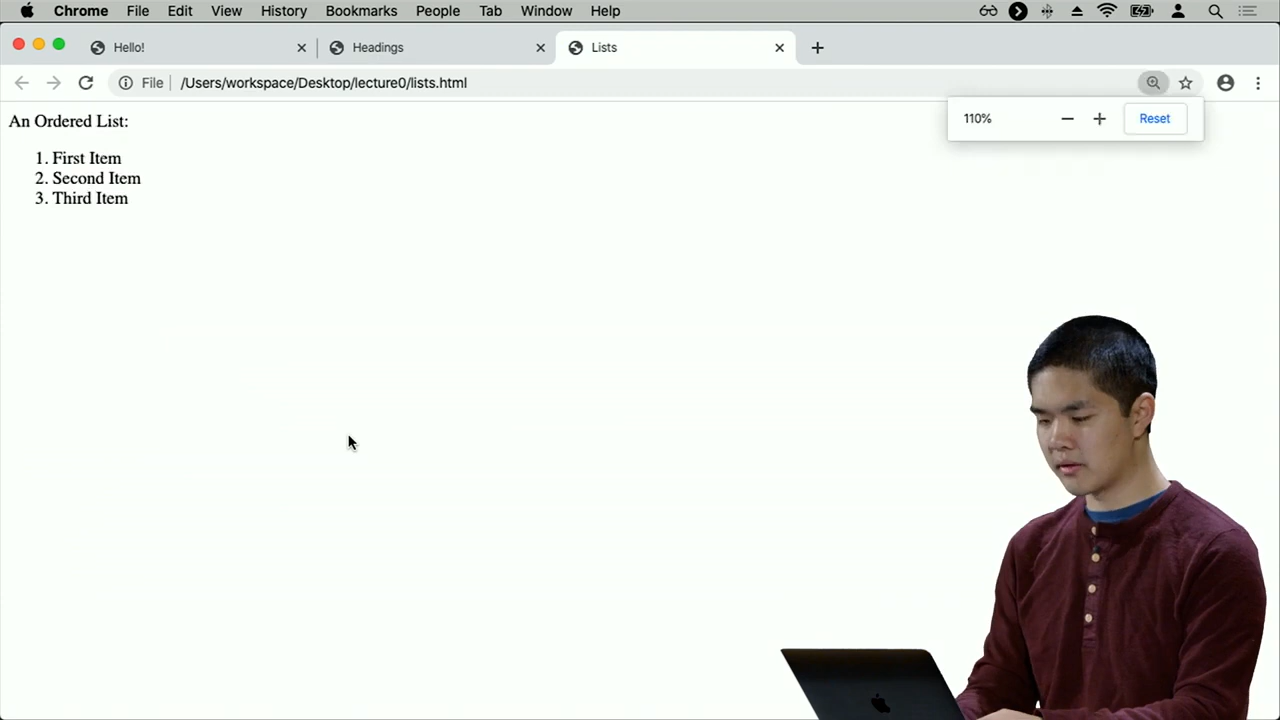 Chrome File Edit View History Bookmarks People Tab Window Help
Hello! Headings Lists
File /Users/workspace/Desktop/lecture0/lists.html
110% Reset
An Ordered List:
1. First Item
2. Second Item
3. Third Item